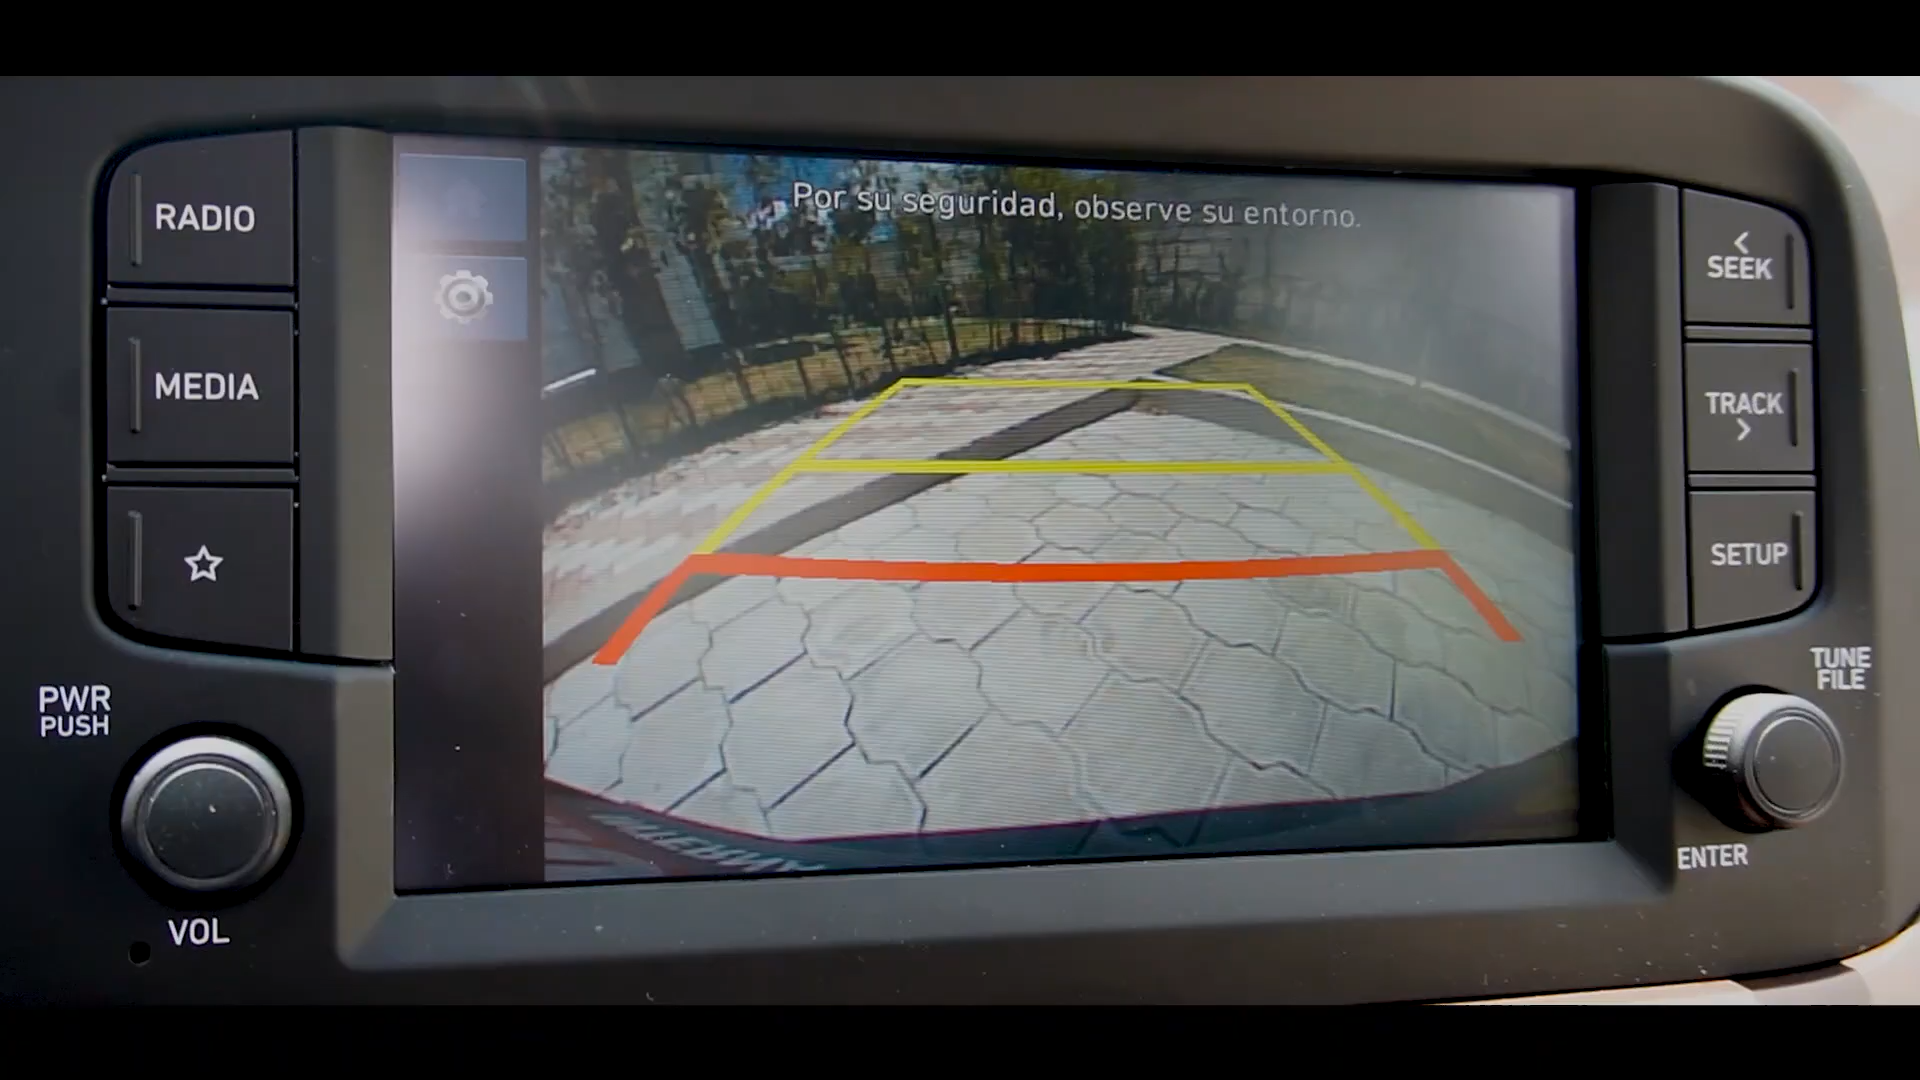 RADIO
MEDIA
PWR
PUSH
VOL
Por su seguridad, observe su entorno.
<
SEEK
TRACK
>
SETUP
TUNE
FILE
ENTER